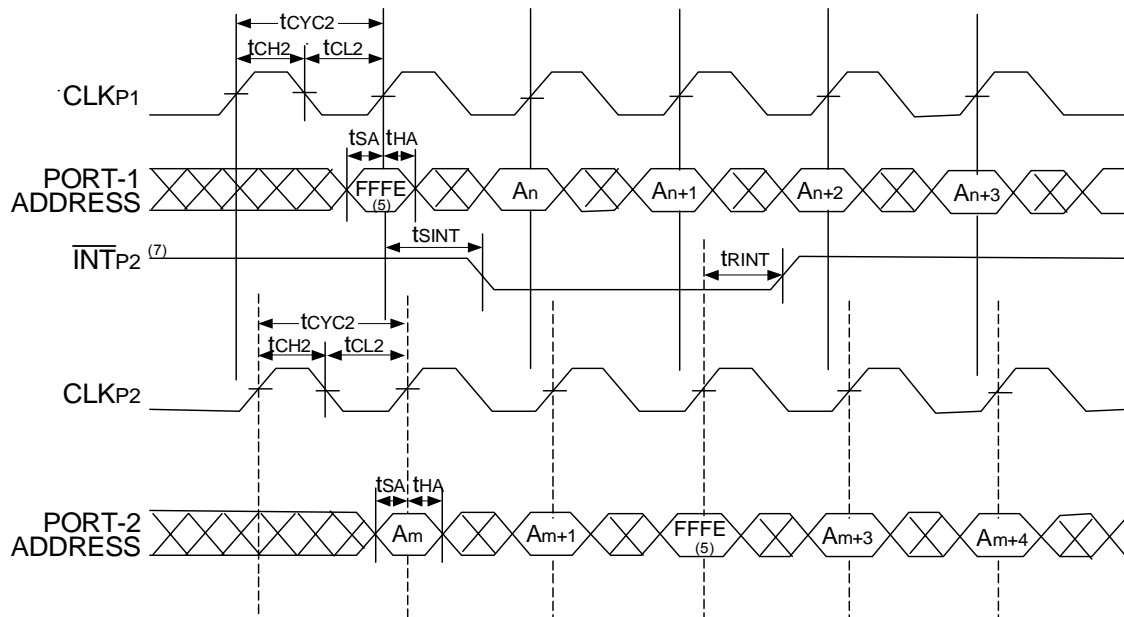 tCYC2
tCH2 tCL2
CLKP1
tSA tHA
PORT-1 ADDRESS
FFFE (5) An An+1 An+2 An+3
tSINT
INTP2 (7)
tRINT
tCYC2
tCH2 tCL2
CLKP2
tSA tHA
PORT-2 ADDRESS
Am Am+1 FFFE (5) Am+3 Am+4